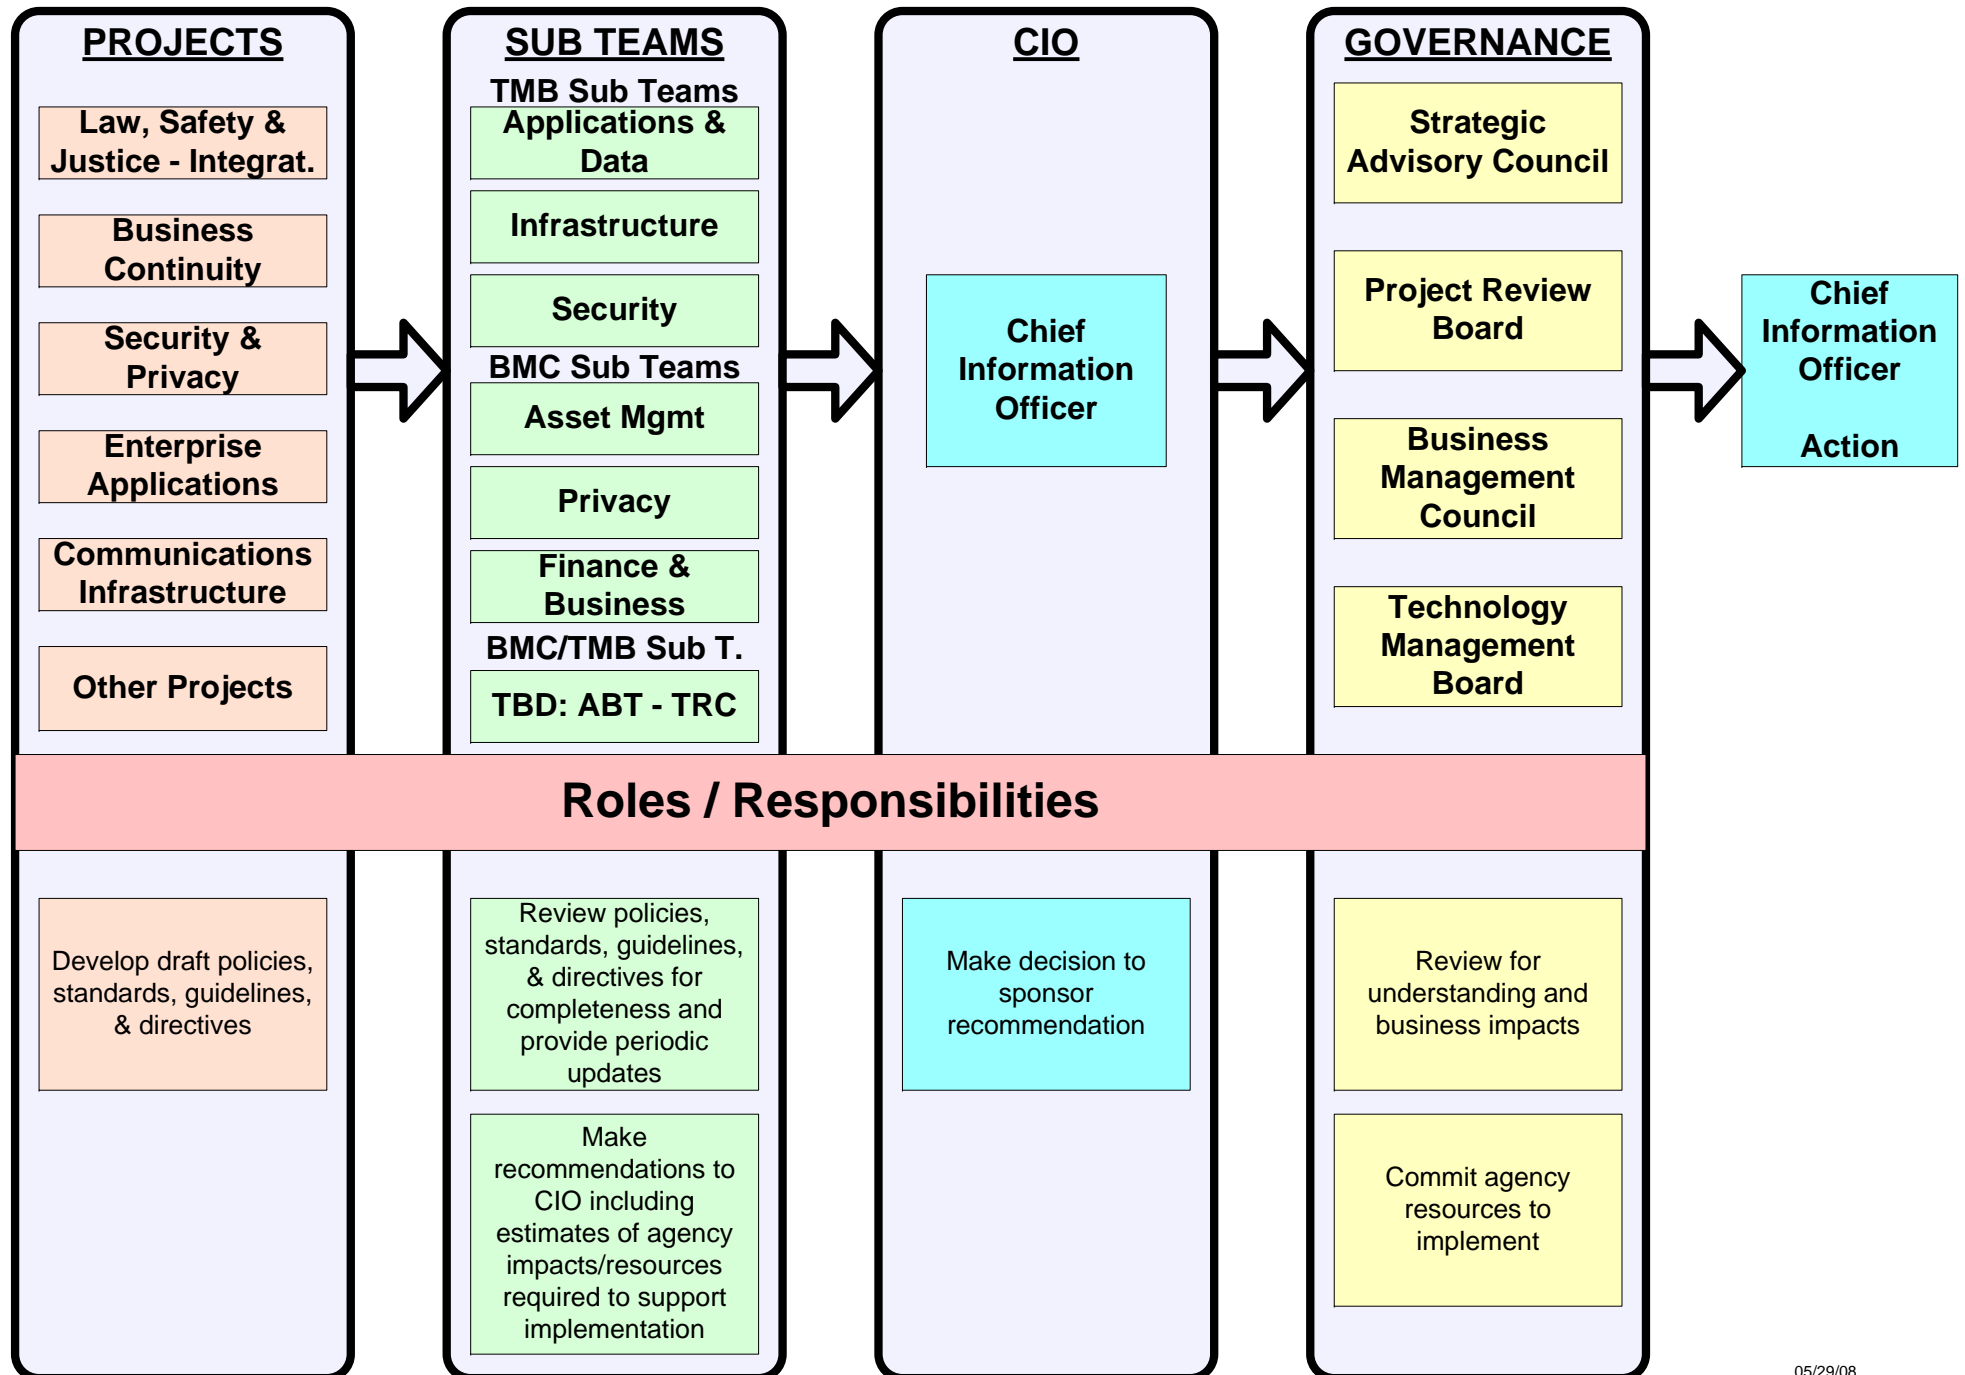 PROJECTS
Law, Safety &
Justice - Integrat.
Business
Continuity
Security &
Privacy
Enterprise
Applications
Communications
Infrastructure
Other Projects
SUB TEAMS
TMB Sub Teams
Applications &
Data
Infrastructure
Security
BMC Sub Teams
Asset Mgmt
Privacy
Finance &
Business
BMC/TMB Sub T.
TBD: ABT - TRC
CIO
Chief
Information
Officer
GOVERNANCE
Strategic
Advisory Council
Project Review
Board
Business
Management
Council
Technology
Management
Board
Chief
Information
Officer
Action
Roles / Responsibilities
Develop draft policies,
standards, guidelines,
& directives
Review policies,
standards, guidelines,
& directives for
completeness and
provide periodic
updates
Make
recommendations to
CIO including
estimates of agency
impacts/resources
required to support
implementation
Make decision to
sponsor
recommendation
Review for
understanding and
business impacts
Commit agency
resources to
implement
05/29/08